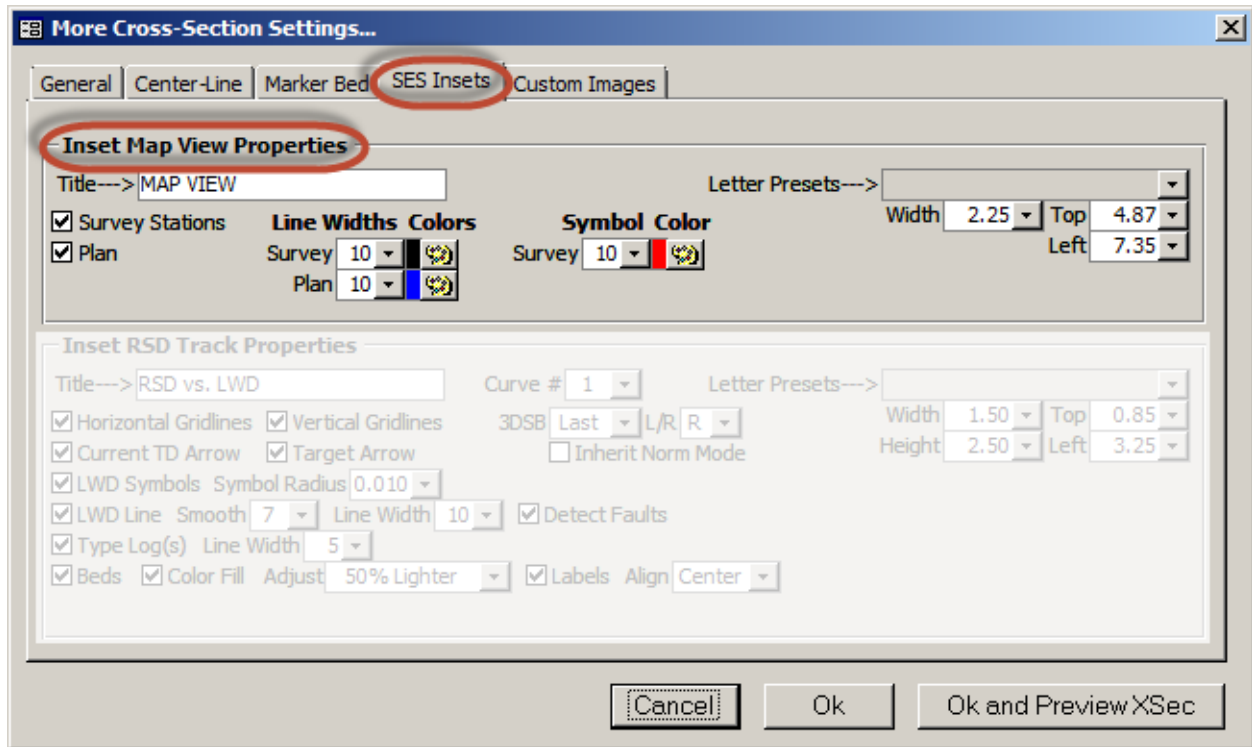 More Cross-Section Settings...
General Center-Line Marker Bed SES Insets Custom Images
Inset Map View Properties
Title---> MAP VIEW Letter Presets--->
Survey Stations Line Widths Colors Symbol Color Width 2.25 Top 4.87
Plan Survey 10 Survey 10 Left 7.35
Plan 10
Inset RSD Track Properties
Title---> RSD vs. LWD Curve # 1 Letter Presets--->
Horizontal Gridlines Vertical Gridlines 3DSB Last L/R R Width 1.50 Top 0.85
Current TD Arrow Target Arrow Inherit Norm Mode Height 2.50 Left 3.25
LWD Symbols Symbol Radius 0.010
LWD Line Smooth 7 Line Width 10 Detect Faults
Type Log(s) Line Width 5
Beds Color Fill Adjust 50% Lighter Labels Align Center
Cancel Ok Ok and Preview XSec